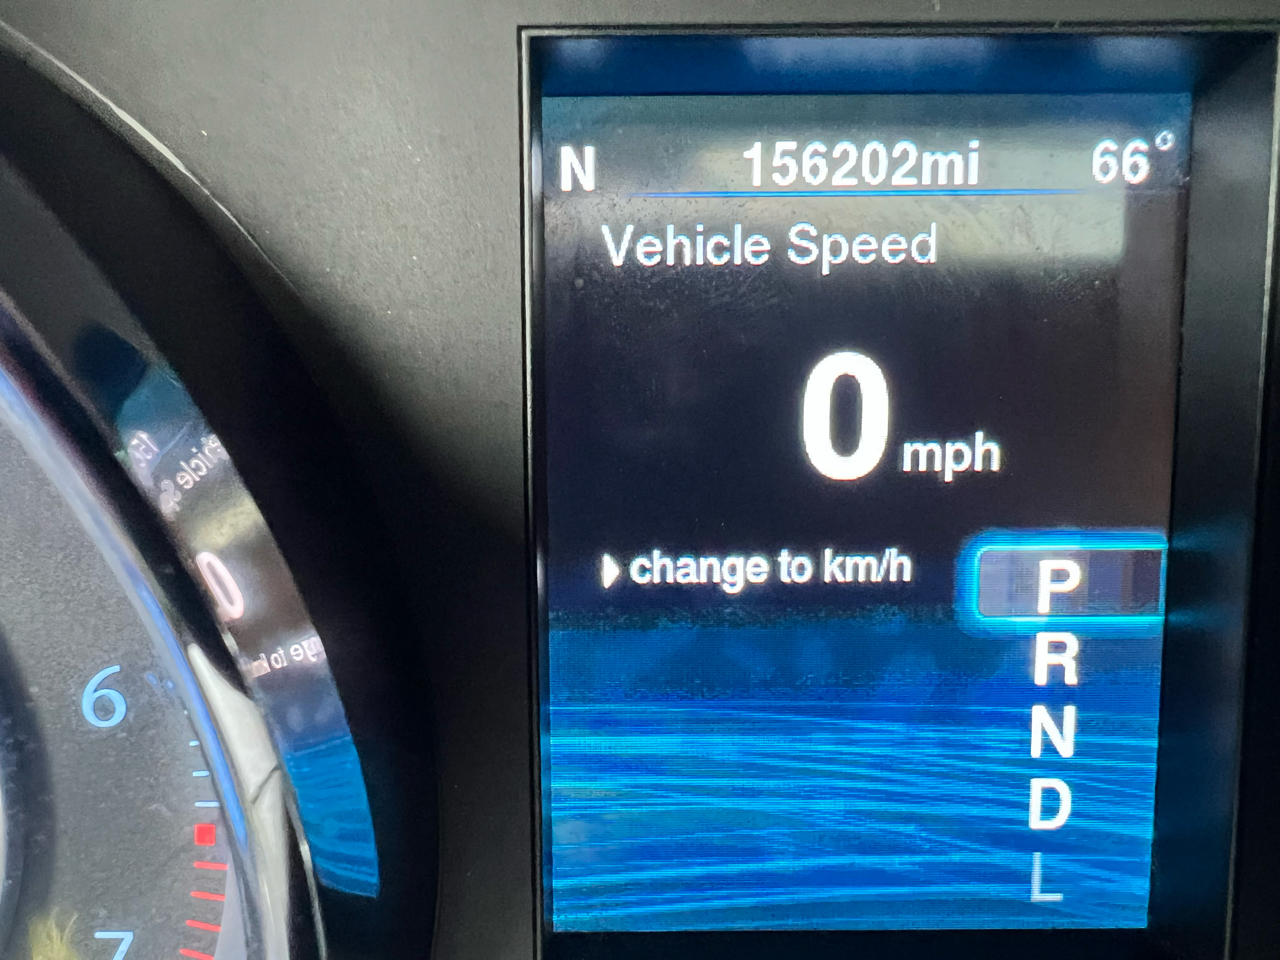 N 156202mi 66°
Vehicle Speed
0 mph
change to km/h
P
R
N
D
L
6
7